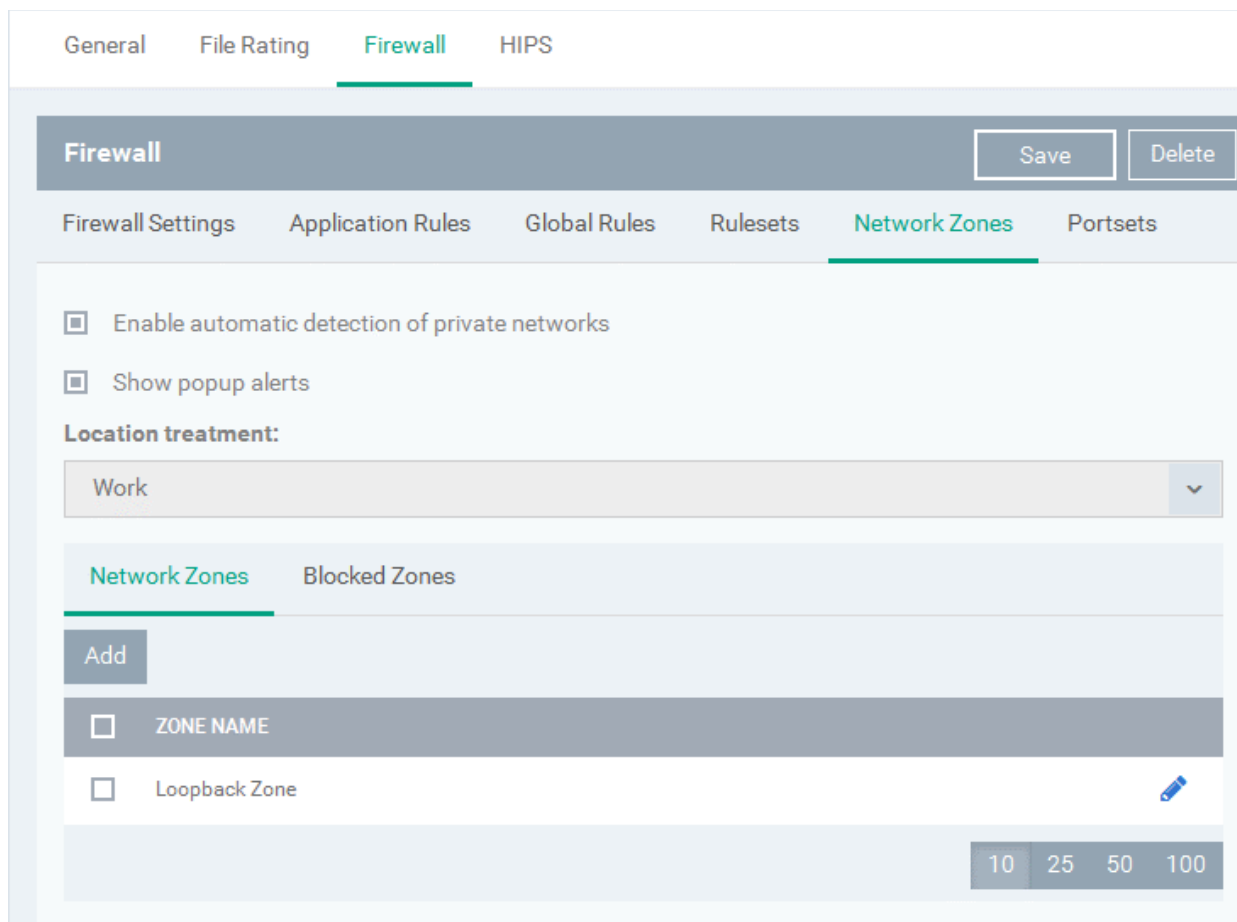 General File Rating Firewall HIPS
Firewall Save Delete
Firewall Settings Application Rules Global Rules Rulesets Network Zones Portsets
Enable automatic detection of private networks
Show popup alerts
Location treatment:
Work
Network Zones Blocked Zones
Add
ZONE NAME
Loopback Zone
10 25 50 100